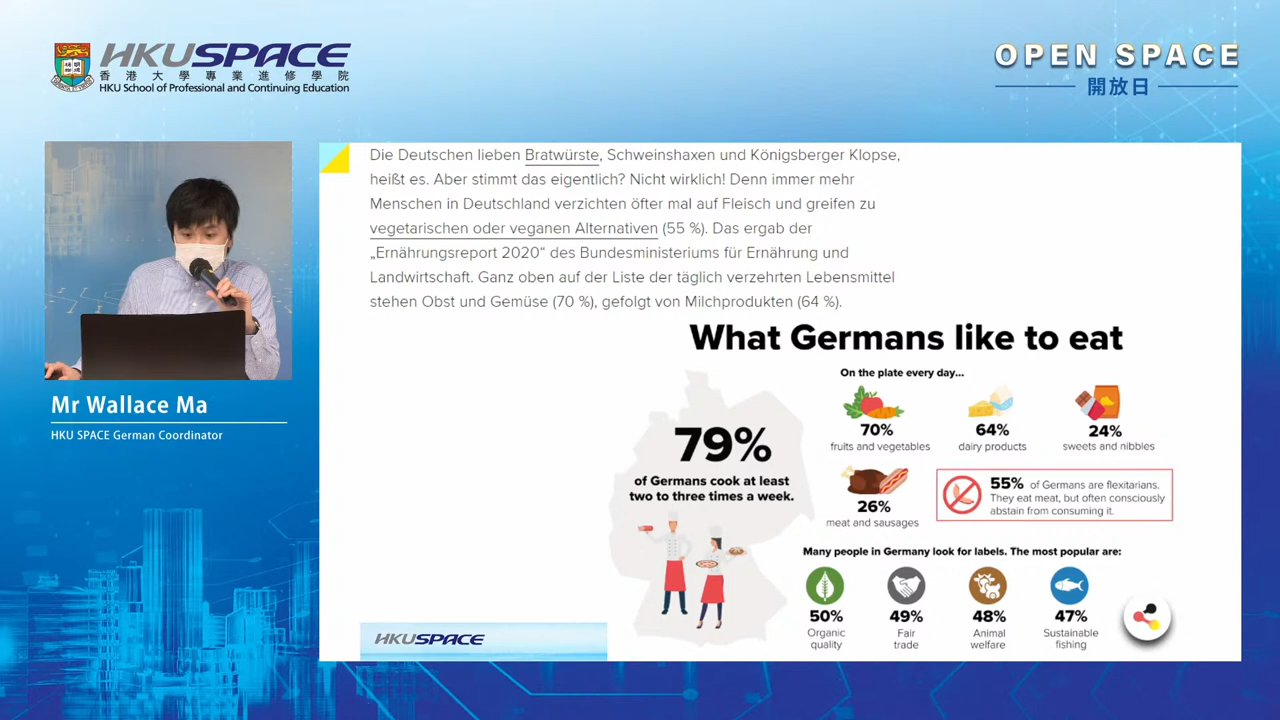 HKUSPACE
香港大學專業進修學院
HKU School of Professional and Continuing Education
OPEN SPACE
開放日
Mr Wallace Ma
HKU SPACE German Coordinator
Die Deutschen lieben Bratwürste, Schweinshaxen und Königsberger Klopse,
heißt es. Aber stimmt das eigentlich? Nicht wirklich! Denn immer mehr
Menschen in Deutschland verzichten öfter mal auf Fleisch und greifen zu
vegetarischen oder veganen Alternativen (55 %). Das ergab der
„Ernährungsreport 2020“ des Bundesministeriums für Ernährung und
Landwirtschaft. Ganz oben auf der Liste der täglich verzehrten Lebensmittel
stehen Obst und Gemüse (70 %), gefolgt von Milchprodukten (64 %).
What Germans like to eat
79%
of Germans cook at least
two to three times a week.
On the plate every day...
70%
fruits and vegetables
64%
dairy products
24%
sweets and nibbles
26%
meat and sausages
55% of Germans are flexitarians.
They eat meat, but often consciously
abstain from consuming it.
Many people in Germany look for labels. The most popular are:
50%
Organic
quality
49%
Fair
trade
48%
Animal
welfare
47%
Sustainable
fishing
HKUSPACE